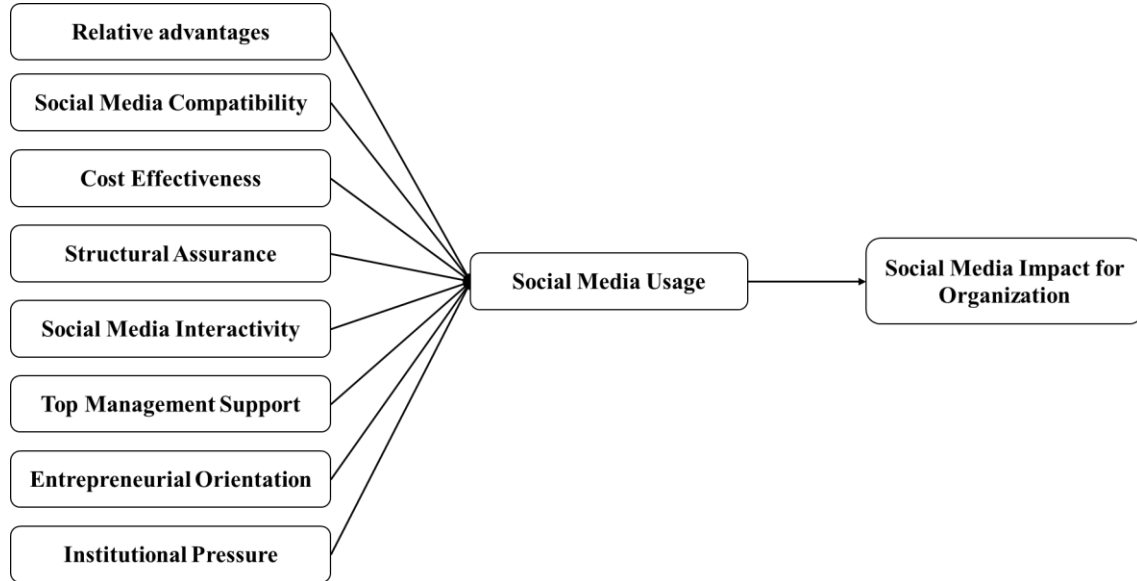 Relative advantages
Social Media Compatibility
Cost Effectiveness
Structural Assurance
Social Media Interactivity
Top Management Support
Entrepreneurial Orientation
Institutional Pressure
Social Media Usage
Social Media Impact for
Organization